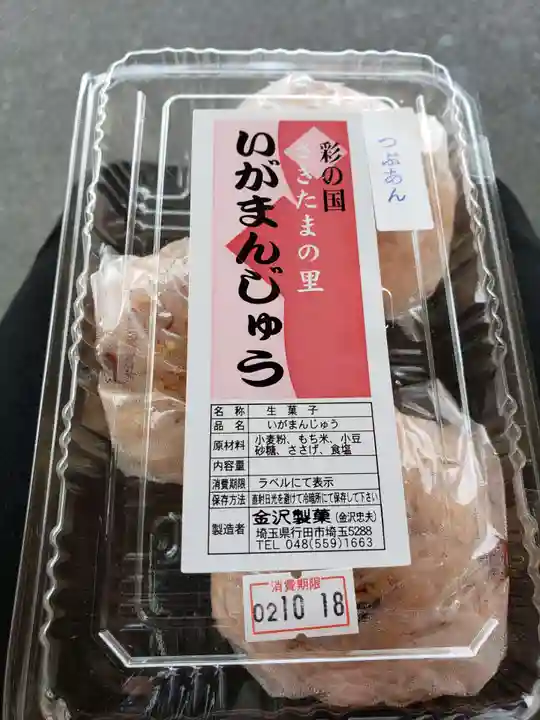 彩の国
さきたまの里
いがまんじゅう
つぶあん
名称 生菓子
品名 いがまんじゅう
原材料 小麦粉、もち米、小豆
砂糖、ささげ、食塩
内容量
消費期限 ラベルにて表示
保存方法 直射日光を避けて冷暗所にて保存して下さい
製造者 金沢製菓(金沢忠夫)
埼玉県行田市埼玉5288
TEL 048(559)1663
消費期限
02 10 18